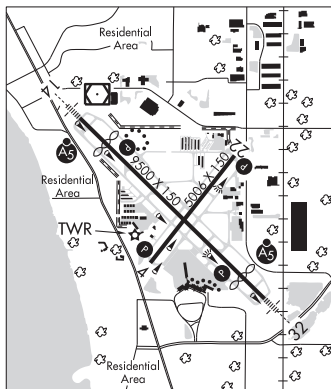 Residential
Area
A5
P
22
9500 X 150
5006 X 150
P
Residential
Area
TWR
P
A5
4
P
32
Residential
Area